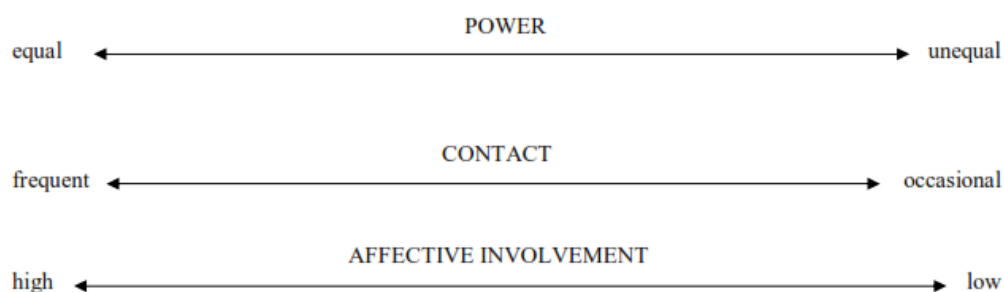 POWER
equal unequal
CONTACT
frequent occasional
AFFECTIVE INVOLVEMENT
high low